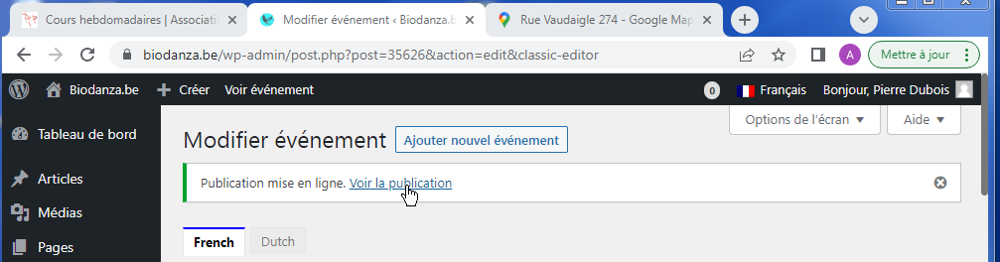 Cours hebdomadaires | Associati
Modifier événement ‹ Biodanza.b
Rue Vaudaigle 274 - Google Map
biodanza.be/wp-admin/post.php?post=35626&action=edit&classic-editor
A
Mettre à jour
Biodanza.be
Créer
Voir événement
0
Français
Bonjour, Pierre Dubois
Tableau de bord
Articles
Médias
Pages
Options de l'écran
Aide
Modifier événement
Ajouter nouvel événement
Publication mise en ligne. Voir la publication
French
Dutch